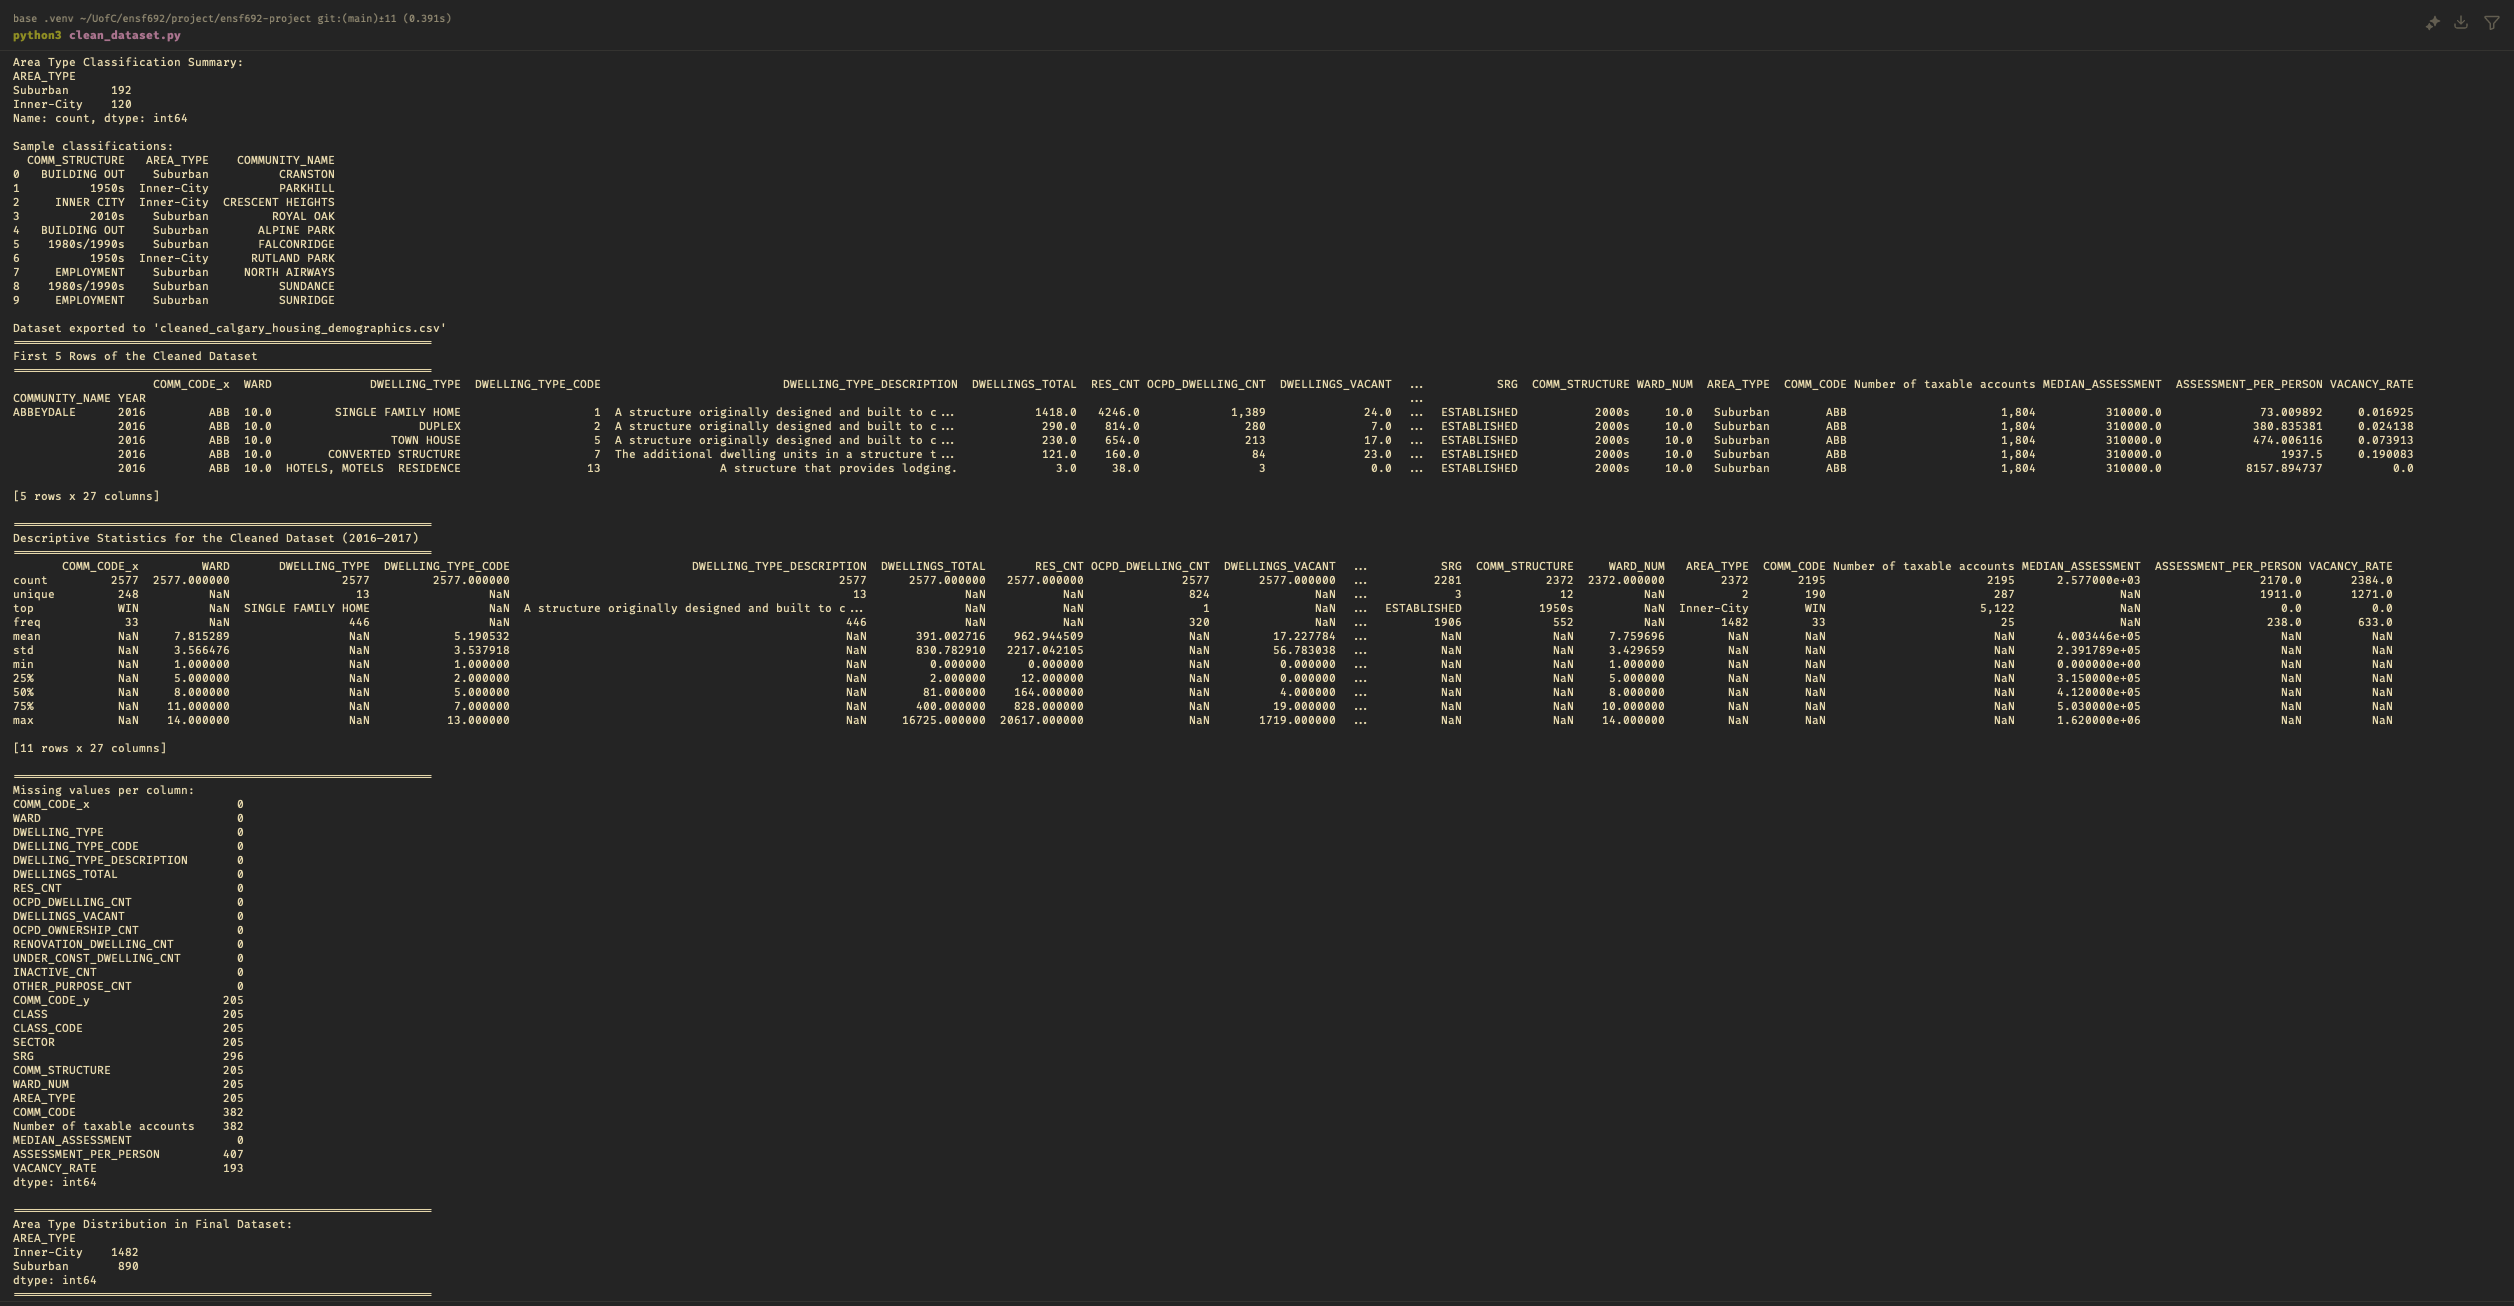 base .venv ~/UofC/ensf692/project/ensf692-project git:(main)±11 (0.391s)
python3 clean_dataset.py
Area Type Classification Summary:
AREA_TYPE
Suburban      192
Inner-City    120
Name: count, dtype: int64
Sample classifications:
  COMM_STRUCTURE   AREA_TYPE    COMMUNITY_NAME
0   BUILDING OUT    Suburban          CRANSTON
1          1950s  Inner-City          PARKHILL
2     INNER CITY  Inner-City  CRESCENT HEIGHTS
3          2010s    Suburban         ROYAL OAK
4   BUILDING OUT    Suburban       ALPINE PARK
5    1980s/1990s    Suburban       FALCONRIDGE
6          1950s  Inner-City      RUTLAND PARK
7     EMPLOYMENT    Suburban     NORTH AIRWAYS
8    1980s/1990s    Suburban          SUNDANCE
9     EMPLOYMENT    Suburban          SUNRIDGE
Dataset exported to 'cleaned_calgary_housing_demographics.csv'
First 5 Rows of the Cleaned Dataset
COMM_CODE_x  WARD  DWELLING_TYPE  DWELLING_TYPE_CODE  DWELLING_TYPE_DESCRIPTION  DWELLINGS_TOTAL  RES_CNT OCPD_DWELLING_CNT  DWELLINGS_VACANT  ...  SRG  COMM_STRUCTURE WARD_NUM  AREA_TYPE  COMM_CODE Number of taxable accounts MEDIAN_ASSESSMENT  ASSESSMENT_PER_PERSON VACANCY_RATE
COMMUNITY_NAME YEAR  ...
ABBEYDALE  2016  ABB  10.0  SINGLE FAMILY HOME  1  A structure originally designed and built to c...  1418.0  4246.0  1,389  24.0  ...  ESTABLISHED  2000s  10.0  Suburban  ABB  1,804  310000.0  73.009892  0.016925
2016  ABB  10.0  DUPLEX  2  A structure originally designed and built to c...  290.0  814.0  280  7.0  ...  ESTABLISHED  2000s  10.0  Suburban  ABB  1,804  310000.0  380.835381  0.024138
2016  ABB  10.0  TOWN HOUSE  5  A structure originally designed and built to c...  230.0  654.0  213  17.0  ...  ESTABLISHED  2000s  10.0  Suburban  ABB  1,804  310000.0  474.006116  0.073913
2016  ABB  10.0  CONVERTED STRUCTURE  7  The additional dwelling units in a structure t...  121.0  160.0  84  23.0  ...  ESTABLISHED  2000s  10.0  Suburban  ABB  1,804  310000.0  1937.5  0.190083
2016  ABB  10.0  HOTELS, MOTELS  RESIDENCE  13  A structure that provides lodging.  3.0  38.0  3  0.0  ...  ESTABLISHED  2000s  10.0  Suburban  ABB  1,804  310000.0  8157.894737  0.0
[5 rows x 27 columns]
Descriptive Statistics for the Cleaned Dataset (2016–2017)
COMM_CODE_x  WARD  DWELLING_TYPE  DWELLING_TYPE_CODE  DWELLING_TYPE_DESCRIPTION  DWELLINGS_TOTAL  RES_CNT OCPD_DWELLING_CNT  DWELLINGS_VACANT  ...  SRG  COMM_STRUCTURE  WARD_NUM  AREA_TYPE  COMM_CODE Number of taxable accounts MEDIAN_ASSESSMENT  ASSESSMENT_PER_PERSON VACANCY_RATE
count  2577  2577.000000  2577  2577.000000  2577  2577.000000  2577.000000  2577  2577.000000  ...  2281  2372  2372.000000  2372  2195  2195  2.577000e+03  2170.0  2384.0
unique  248  NaN  13  NaN  13  NaN  NaN  824  NaN  ...  3  12  NaN  2  190  287  NaN  1911.0  1271.0
top  WIN  NaN  SINGLE FAMILY HOME  NaN  A structure originally designed and built to c...  NaN  NaN  1  NaN  ...  ESTABLISHED  1950s  NaN  Inner-City  WIN  5,122  NaN  0.0  0.0
freq  33  NaN  446  NaN  446  NaN  NaN  320  NaN  ...  1906  552  NaN  1482  33  25  NaN  238.0  633.0
mean  NaN  7.815289  NaN  5.190532  NaN  391.002716  962.944509  NaN  17.227784  ...  NaN  NaN  7.759696  NaN  NaN  NaN  4.003446e+05  NaN  NaN
std  NaN  3.566476  NaN  3.537918  NaN  830.782910  2217.042105  NaN  56.783038  ...  NaN  NaN  3.429659  NaN  NaN  NaN  2.391789e+05  NaN  NaN
min  NaN  1.000000  NaN  1.000000  NaN  0.000000  0.000000  NaN  0.000000  ...  NaN  NaN  1.000000  NaN  NaN  NaN  0.000000e+00  NaN  NaN
25%  NaN  5.000000  NaN  2.000000  NaN  2.000000  12.000000  NaN  0.000000  ...  NaN  NaN  5.000000  NaN  NaN  NaN  3.150000e+05  NaN  NaN
50%  NaN  8.000000  NaN  5.000000  NaN  81.000000  164.000000  NaN  4.000000  ...  NaN  NaN  8.000000  NaN  NaN  NaN  4.120000e+05  NaN  NaN
75%  NaN  11.000000  NaN  7.000000  NaN  400.000000  828.000000  NaN  19.000000  ...  NaN  NaN  10.000000  NaN  NaN  NaN  5.030000e+05  NaN  NaN
max  NaN  14.000000  NaN  13.000000  NaN  16725.000000  20617.000000  NaN  1719.000000  ...  NaN  NaN  14.000000  NaN  NaN  NaN  1.620000e+06  NaN  NaN
[11 rows x 27 columns]
Missing values per column:
COMM_CODE_x                     0
WARD                            0
DWELLING_TYPE                   0
DWELLING_TYPE_CODE              0
DWELLING_TYPE_DESCRIPTION       0
DWELLINGS_TOTAL                 0
RES_CNT                         0
OCPD_DWELLING_CNT               0
DWELLINGS_VACANT                0
OCPD_OWNERSHIP_CNT              0
RENOVATION_DWELLING_CNT         0
UNDER_CONST_DWELLING_CNT        0
INACTIVE_CNT                    0
OTHER_PURPOSE_CNT               0
COMM_CODE_y                   205
CLASS                         205
CLASS_CODE                    205
SECTOR                        205
SRG                           296
COMM_STRUCTURE                205
WARD_NUM                      205
AREA_TYPE                     205
COMM_CODE                     382
Number of taxable accounts    382
MEDIAN_ASSESSMENT               0
ASSESSMENT_PER_PERSON         407
VACANCY_RATE                  193
dtype: int64
Area Type Distribution in Final Dataset:
AREA_TYPE
Inner-City    1482
Suburban       890
dtype: int64